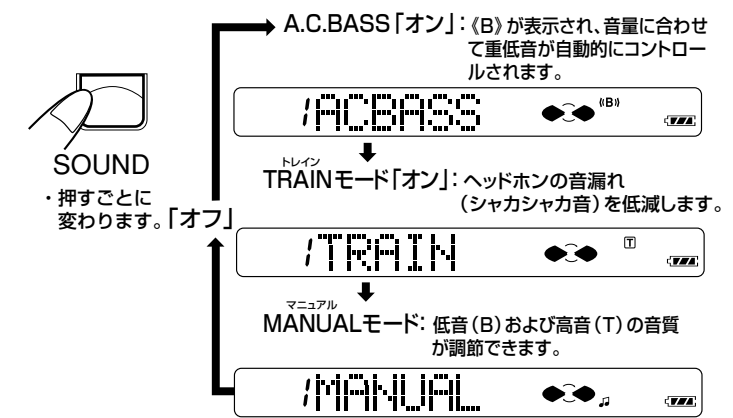 A.C.BASS「オン」:《B》が表示され、音量に合わせ
て重低音が自動的にコントロー
ルされます。
1ACBASS ((B))
SOUND
・押すごとに
変わります。「オフ」
トレイン
TRAINモード「オン」:ヘッドホンの音漏れ
(シャカシャカ音)を低減します。
1TRAIN T
マニュアル
MANUALモード:低音(B)および高音(T)の音質
が調節できます。
1MANUAL ♫